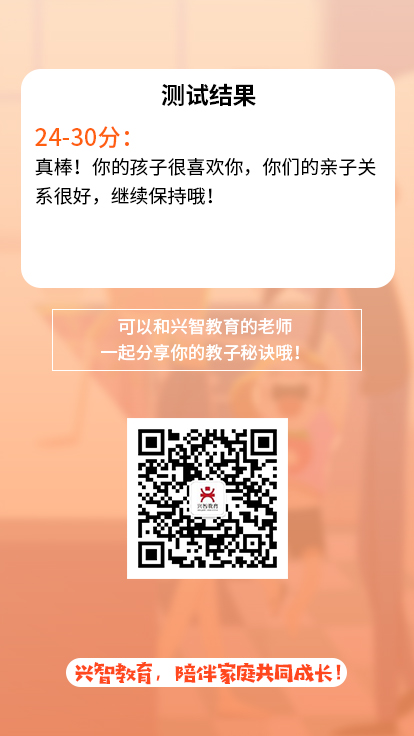 测试结果
24-30分：
真棒！你的孩子很喜欢你，你们的亲子关
系很好，继续保持哦！
可以和兴智教育的老师
一起分享你的教子秘诀哦！
兴智教育
兴智教育，陪伴家庭共同成长！